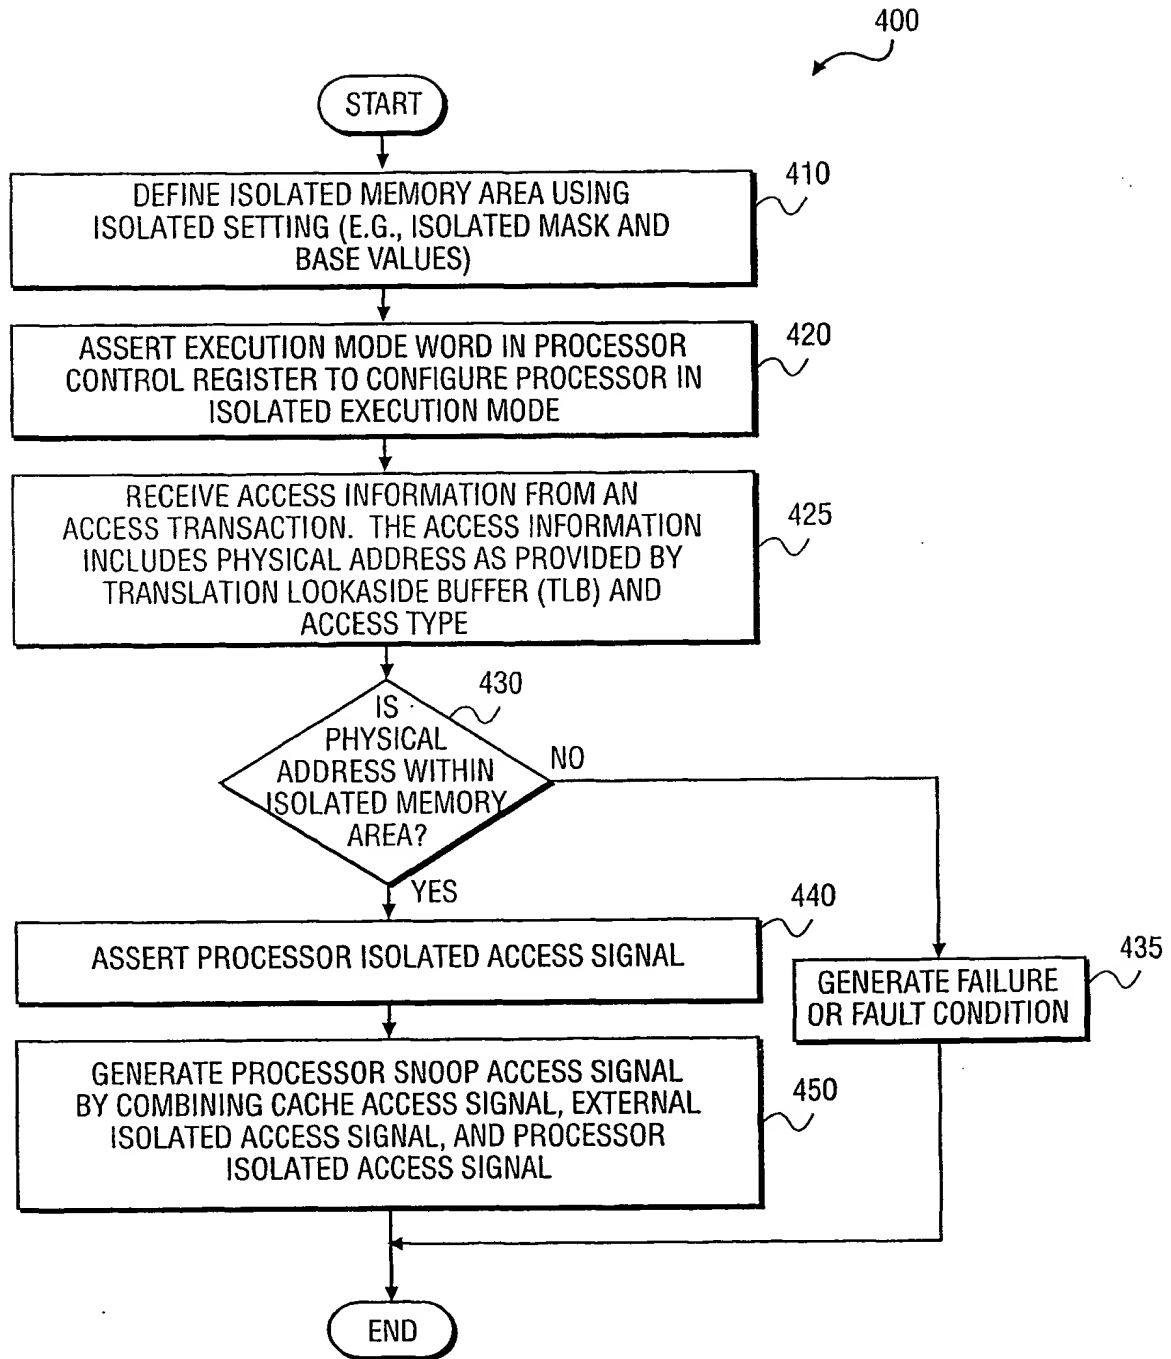 400
START
410
DEFINE ISOLATED MEMORY AREA USING
ISOLATED SETTING (E.G., ISOLATED MASK AND
BASE VALUES)
420
ASSERT EXECUTION MODE WORD IN PROCESSOR
CONTROL REGISTER TO CONFIGURE PROCESSOR IN
ISOLATED EXECUTION MODE
425
RECEIVE ACCESS INFORMATION FROM AN
ACCESS TRANSACTION. THE ACCESS INFORMATION
INCLUDES PHYSICAL ADDRESS AS PROVIDED BY
TRANSLATION LOOKASIDE BUFFER (TLB) AND
ACCESS TYPE
430
IS
PHYSICAL
ADDRESS WITHIN
ISOLATED MEMORY
AREA?
NO
YES
440
ASSERT PROCESSOR ISOLATED ACCESS SIGNAL
435
GENERATE FAILURE
OR FAULT CONDITION
450
GENERATE PROCESSOR SNOOP ACCESS SIGNAL
BY COMBINING CACHE ACCESS SIGNAL, EXTERNAL
ISOLATED ACCESS SIGNAL, AND PROCESSOR
ISOLATED ACCESS SIGNAL
END